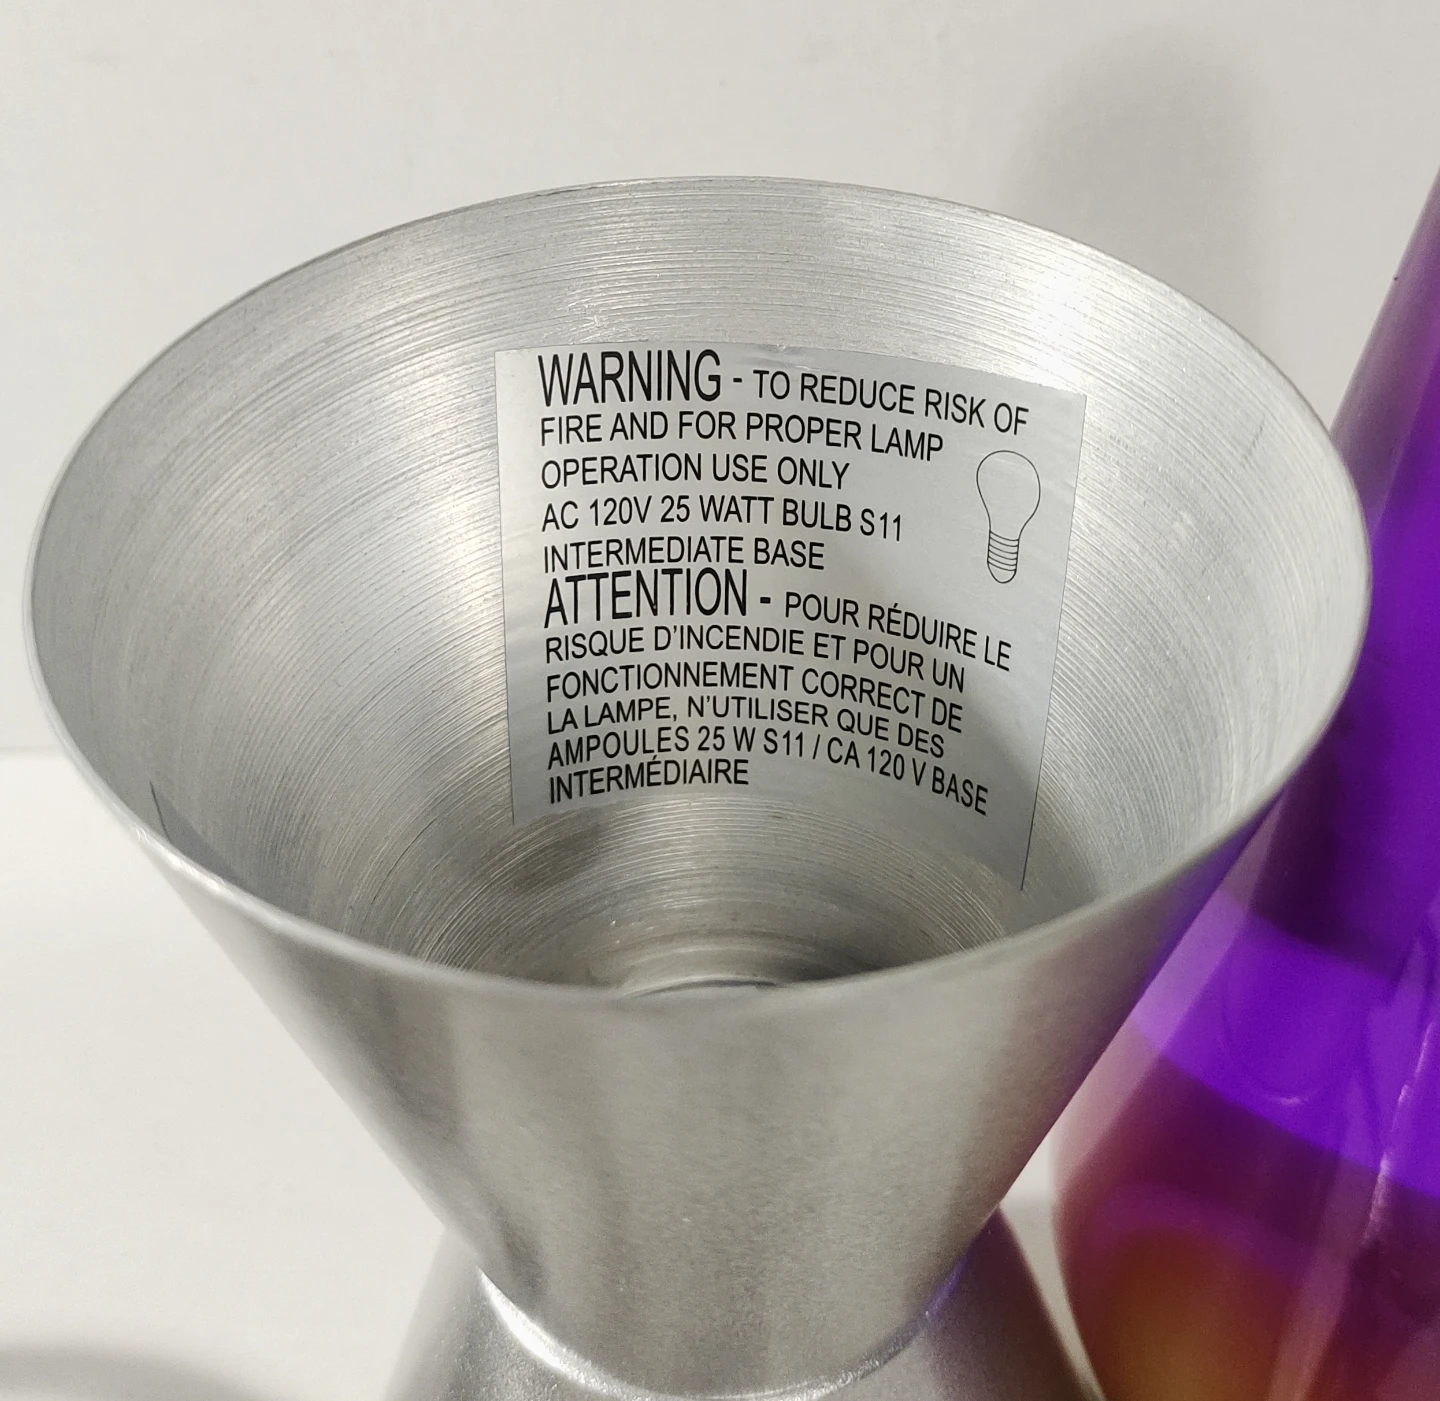 WARNING - TO REDUCE RISK OF
FIRE AND FOR PROPER LAMP
OPERATION USE ONLY
AC 120V 25 WATT BULB S11
INTERMEDIATE BASE
ATTENTION - POUR RÉDUIRE LE
RISQUE D'INCENDIE ET POUR UN
FONCTIONNEMENT CORRECT DE
LA LAMPE, N'UTILISER QUE DES
AMPOULES 25 W S11 / CA 120 V BASE
INTERMÉDIAIRE